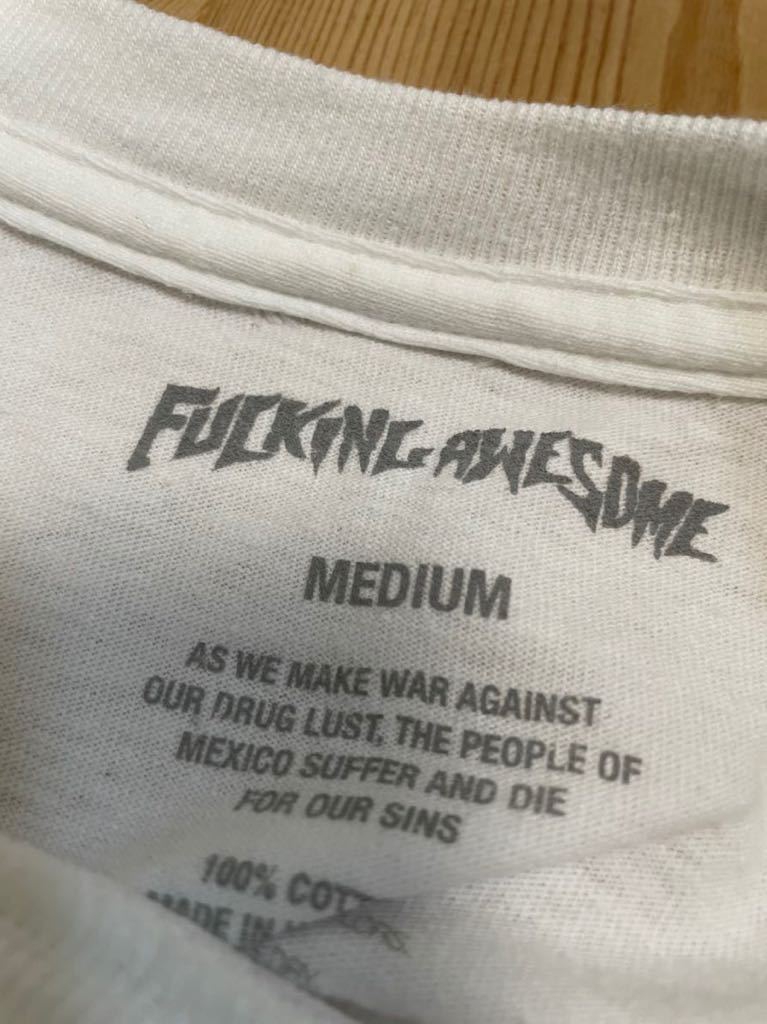 FUCKING AWESOME
MEDIUM
AS WE MAKE WAR AGAINST
OUR DRUG LUST, THE PEOPLE OF
MEXICO SUFFER AND DIE
FOR OUR SINS
100%
MADE IN